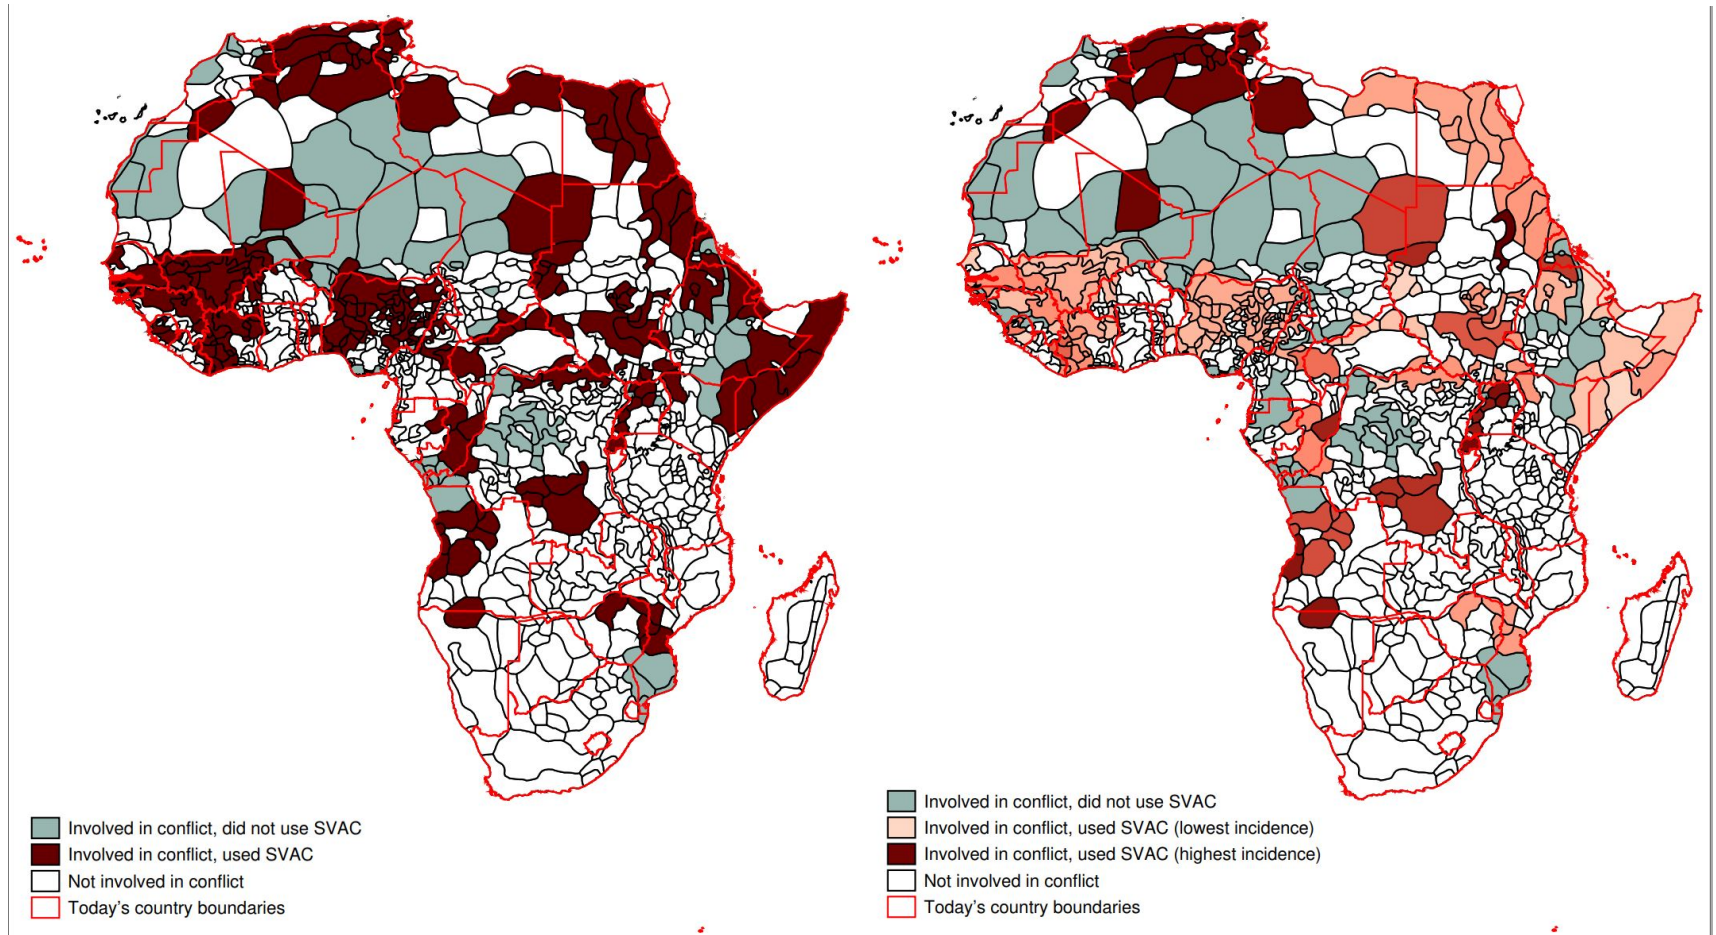 Involved in conflict, did not use SVAC
Involved in conflict, used SVAC
Not involved in conflict
Today's country boundaries
Involved in conflict, did not use SVAC
Involved in conflict, used SVAC (lowest incidence)
Involved in conflict, used SVAC (highest incidence)
Not involved in conflict
Today's country boundaries